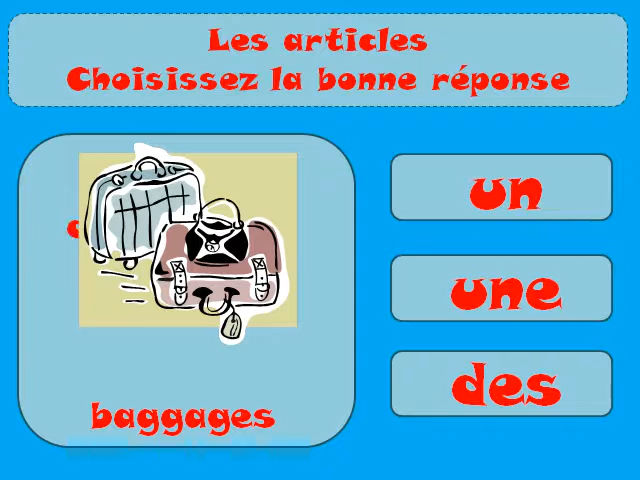 Les articles
Choisissez la bonne réponse
un
une
des
baggages